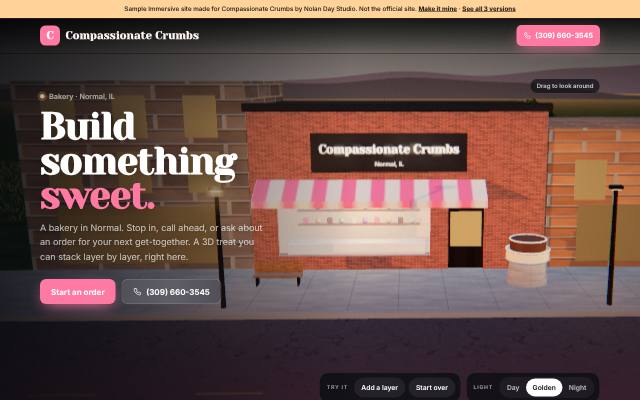 Sample Immersive site made for Compassionate Crumbs by Nolan Day Studio. Not the official site. Make it mine · See all 3 versions
C Compassionate Crumbs
(309) 660-3545
Drag to look around
Bakery · Normal, IL
Build
something
sweet.
Compassionate Crumbs
Normal, IL
A bakery in Normal. Stop in, call ahead, or ask about
an order for your next get-together. A 3D treat you
can stack layer by layer, right here.
Start an order
(309) 660-3545
TRY IT Add a layer Start over
LIGHT Day Golden Night